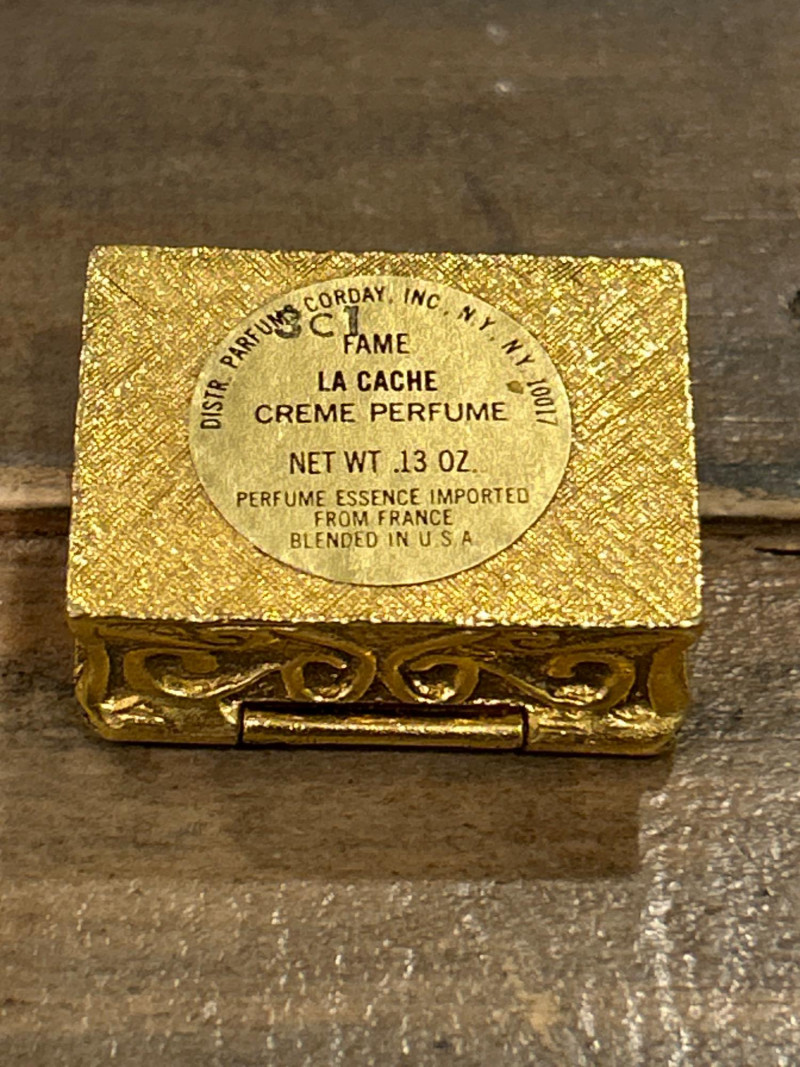 DISTR. PARFUMS CORDAY, INC., N.Y., N.Y. 10017
3C1
FAME
LA CACHE
CREME PERFUME
NET WT .13 OZ.
PERFUME ESSENCE IMPORTED
FROM FRANCE
BLENDED IN U.S.A.